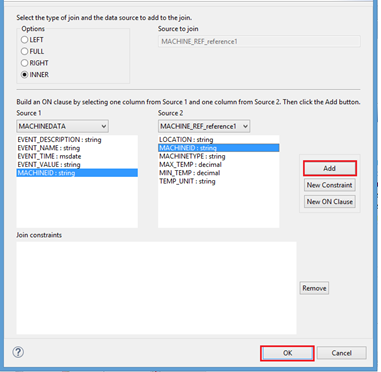 Select the type of join and the data source to add to the join.
Options
LEFT
FULL
RIGHT
INNER
Source to join
MACHINE_REF_reference1
Build an ON clause by selecting one column from Source 1 and one column from Source 2. Then click the Add button.
Source 1
MACHINEDATA
EVENT_DESCRIPTION : string
EVENT_NAME : string
EVENT_TIME : msdate
EVENT_VALUE : string
MACHINEID : string
Source 2
MACHINE_REF_reference1
LOCATION : string
MACHINEID : string
MACHINETYPE : string
MAX_TEMP : decimal
MIN_TEMP : decimal
TEMP_UNIT : string
Add
New Constraint
New ON Clause
Join constraints
Remove
?
OK
Cancel